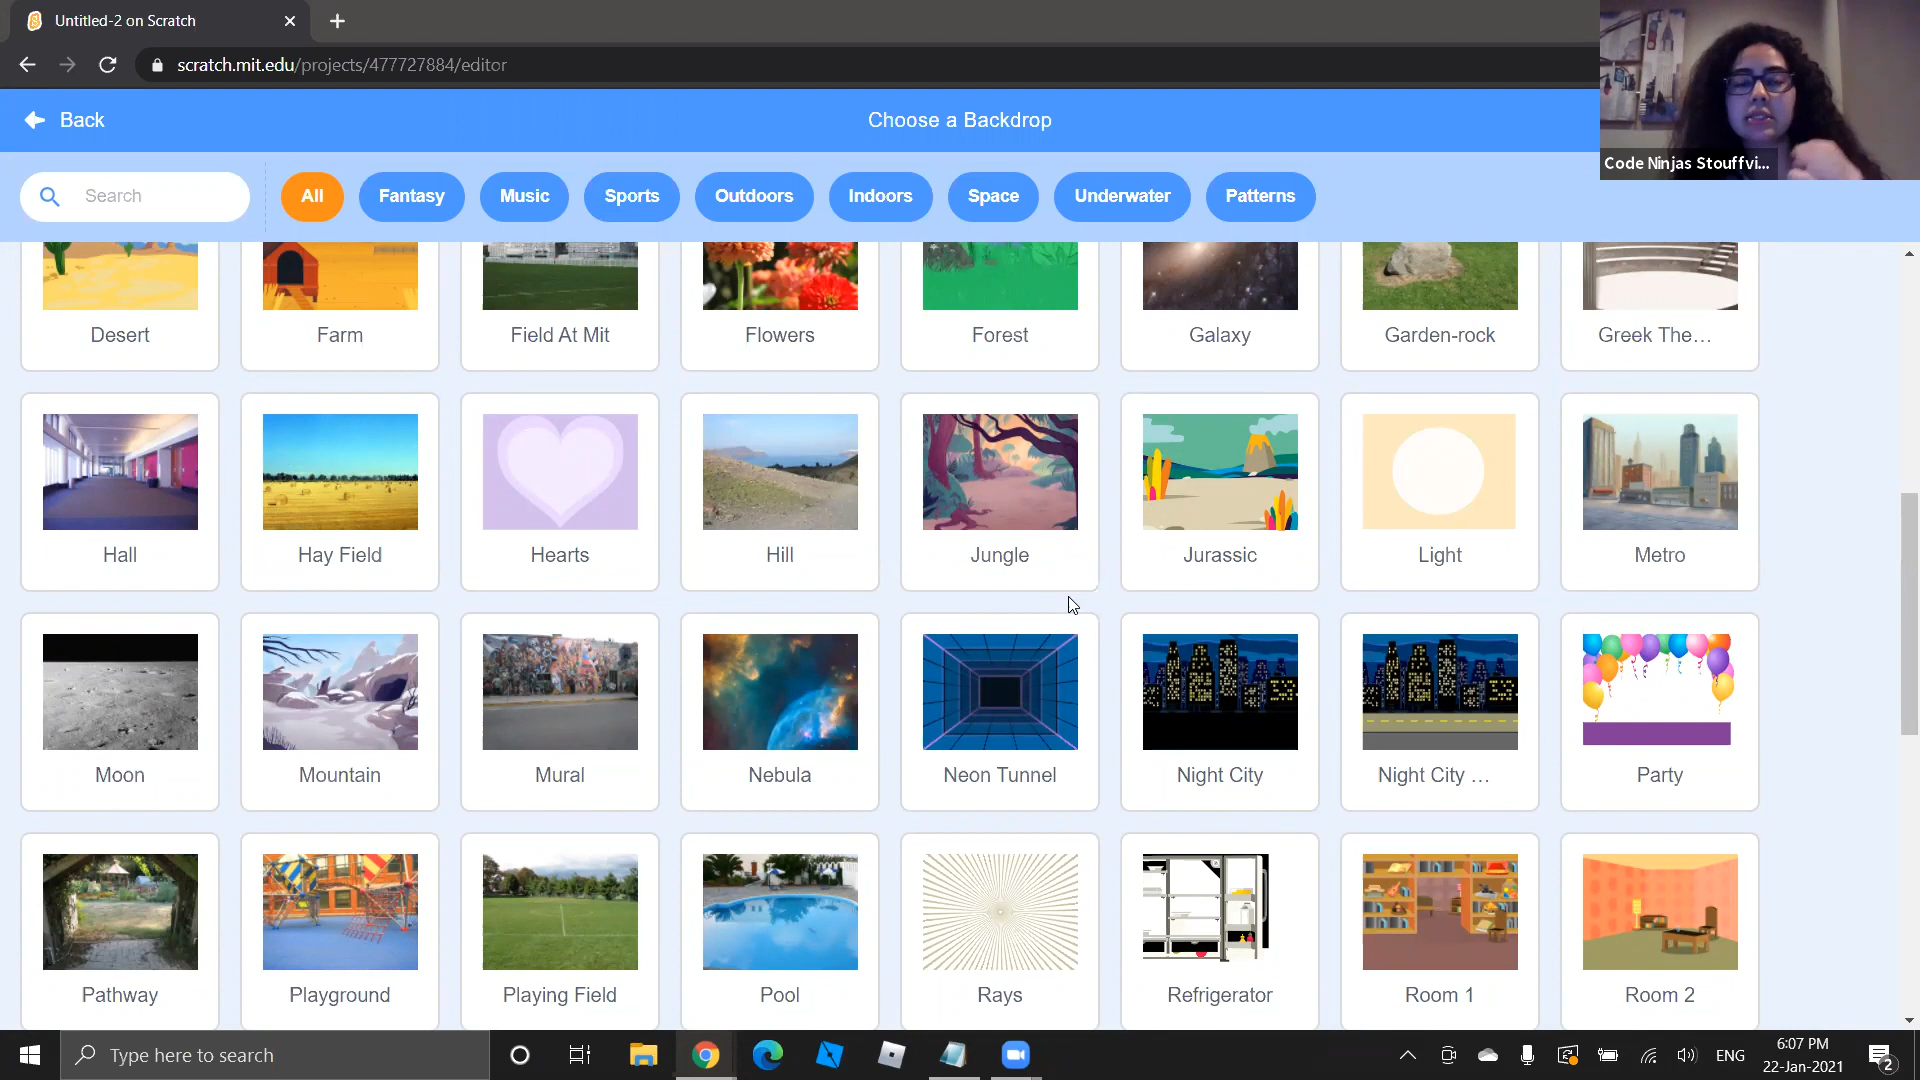 Untitled-2 on Scratch
scratch.mit.edu/projects/477727884/editor
Back
Choose a Backdrop
Code Ninjas Stouffvi...
Search
All
Fantasy
Music
Sports
Outdoors
Indoors
Space
Underwater
Patterns
Desert
Farm
Field At Mit
Flowers
Forest
Galaxy
Garden-rock
Greek The...
Hall
Hay Field
Hearts
Hill
Jungle
Jurassic
Light
Metro
Moon
Mountain
Mural
Nebula
Neon Tunnel
Night City
Night City ...
Party
Pathway
Playground
Playing Field
Pool
Rays
Refrigerator
Room 1
Room 2
Type here to search
ENG
6:07 PM
22-Jan-2021
2